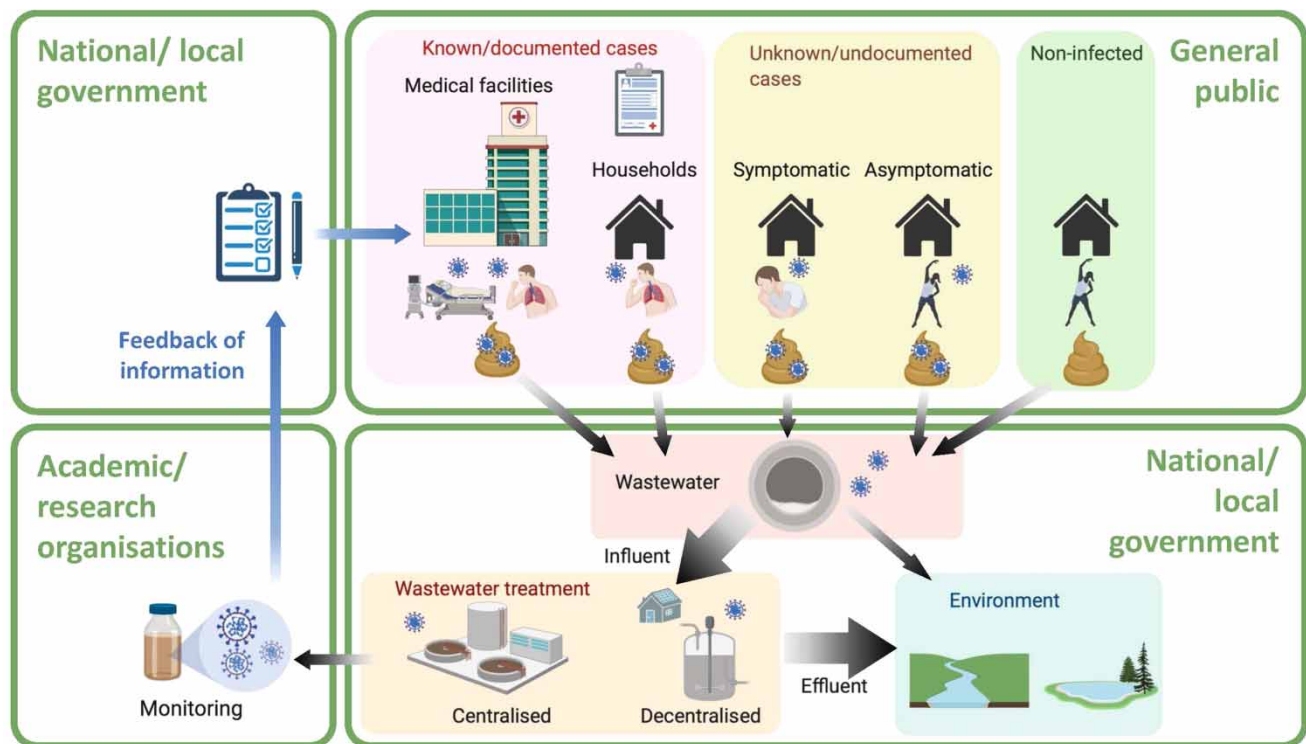 National/ local
government
Feedback of
information
Known/documented cases
Medical facilities
Households
Unknown/undocumented
cases
Symptomatic
Asymptomatic
Non-infected
General
public
Academic/
research
organisations
Monitoring
Wastewater
Influent
Wastewater treatment
Centralised
Decentralised
Effluent
Environment
National/
local
government